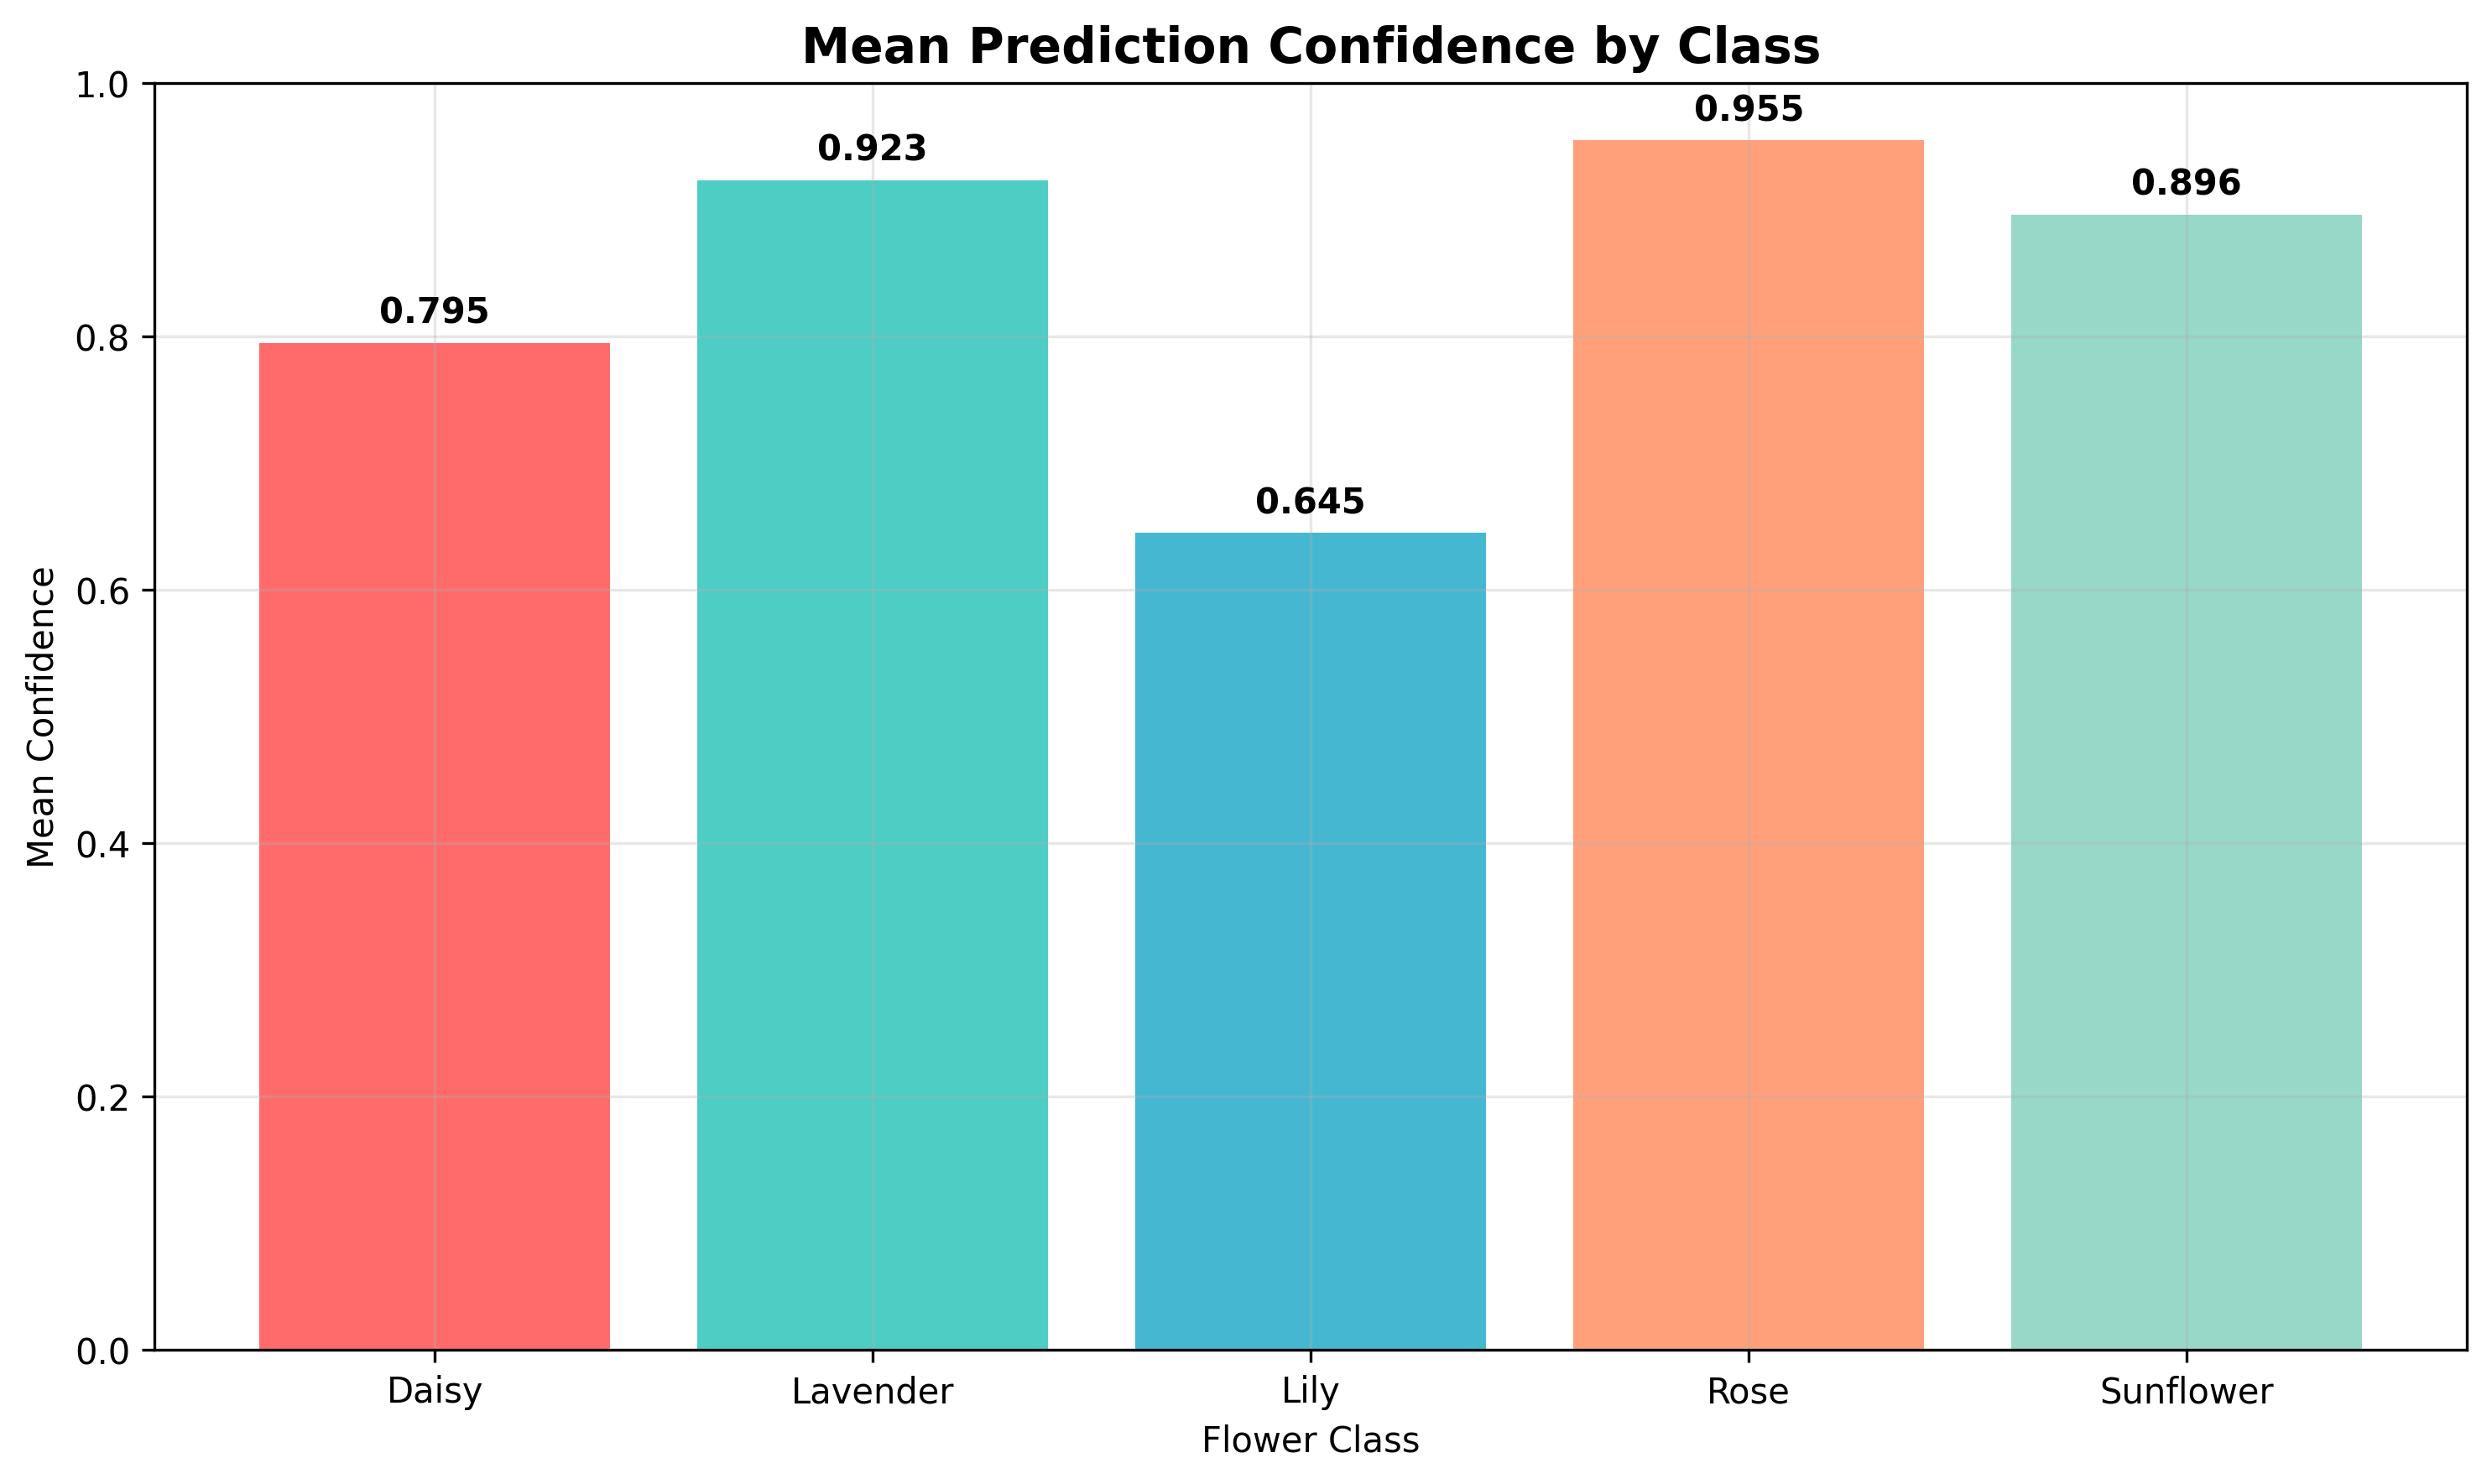 Mean Prediction Confidence by Class
1.0
0.955
0.923
0.896
0.795
0.8
0.645
0.6
0.4
0.2
0.0
Mean Confidence
Daisy Lavender Lily Rose Sunflower
Flower Class